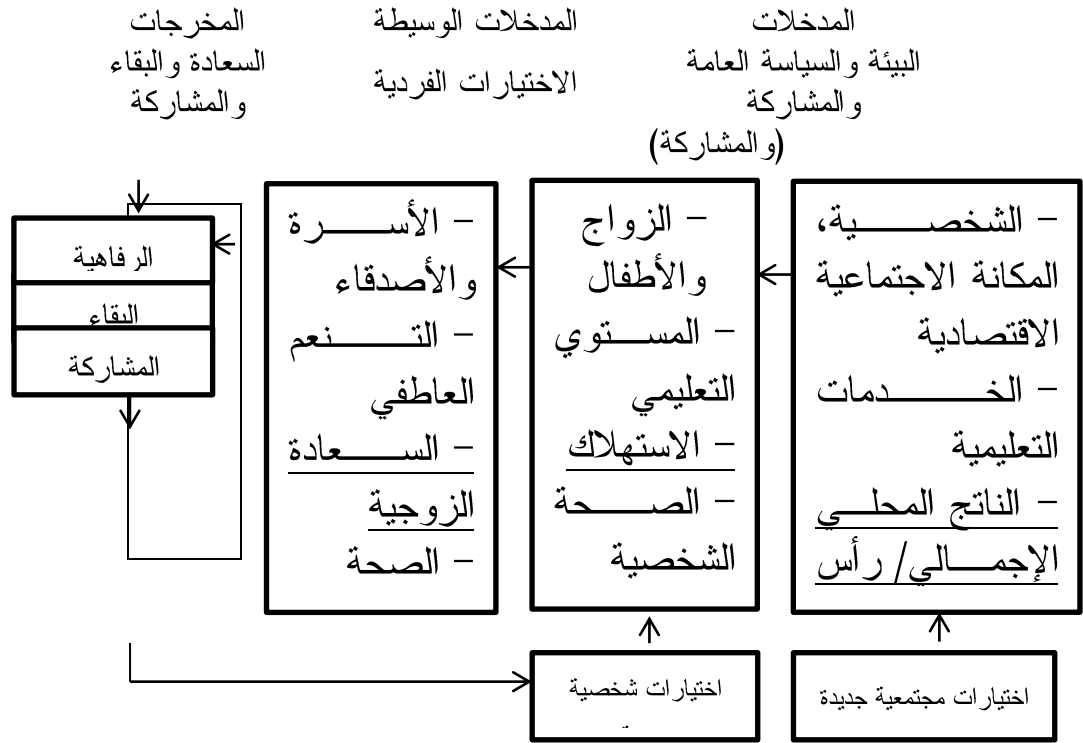 المدخلات
البيئة والسياسة العامة
والمشاركة
(والمشاركة)
المدخلات الوسيطة
الاختيارات الفردية
المخرجات
السعادة والبقاء
والمشاركة
- الشخصية،
المكانة الاجتماعية
الاقتصادية
- الخدمات
التعليمية
- الناتج المحلي
الإجمالي/ رأس
- الزواج
والأطفال
- المستوي
التعليمي
- الاستهلاك
- الصحة
الشخصية
- الأسرة
والأصدقاء
- التنعم
العاطفي
- السعادة
الزوجية
- الصحة
الرفاهية
البقاء
المشاركة
اختيارات مجتمعية جديدة
اختيارات شخصية